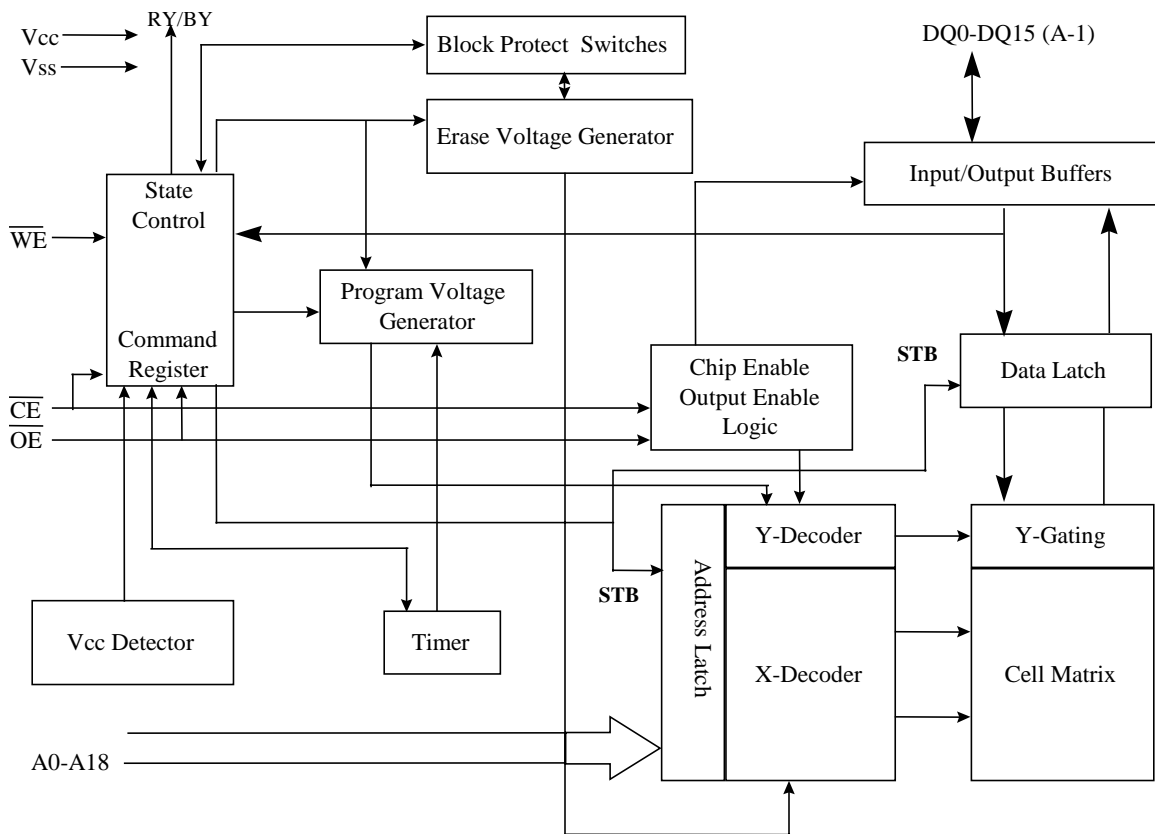 RY/BY
Vcc
Vss
Block Protect Switches
DQ0-DQ15 (A-1)
Erase Voltage Generator
Input/Output Buffers
State
Control
WE
Program Voltage
Generator
Command
Register
STB
Chip Enable
Output Enable
Logic
Data Latch
CE
OE
Y-Decoder
Y-Gating
Address Latch
STB
Vcc Detector
Timer
X-Decoder
Cell Matrix
A0-A18